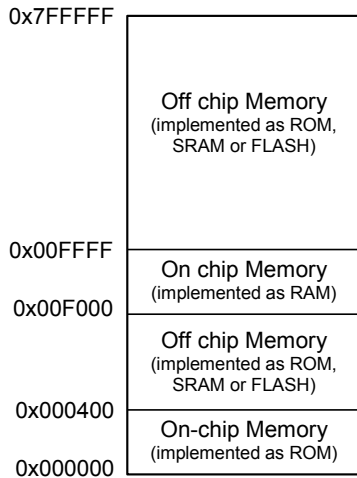 0x7FFFFF
Off chip Memory
(implemented as ROM,
SRAM or FLASH)
0x00FFFF
On chip Memory
(implemented as RAM)
0x00F000
Off chip Memory
(implemented as ROM,
SRAM or FLASH)
0x000400
On-chip Memory
(implemented as ROM)
0x000000